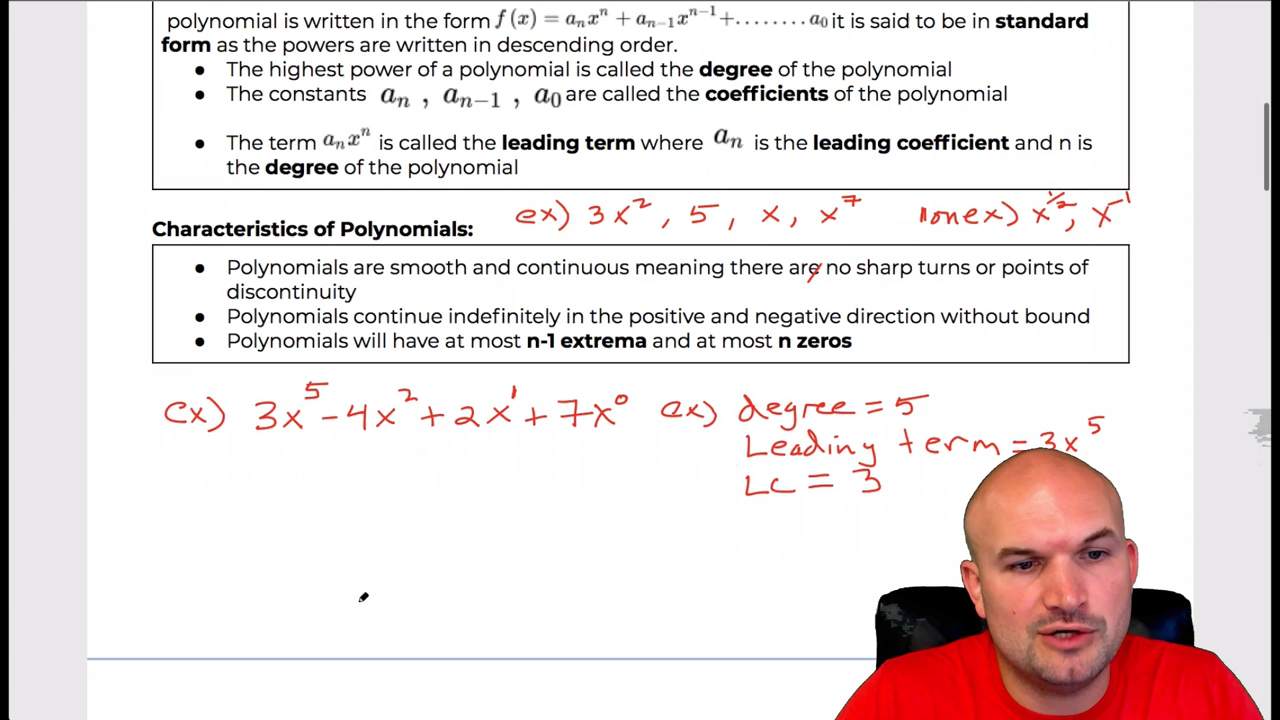 polynomial is written in the form f(x) = aₙxⁿ + aₙ₋₁xⁿ⁻¹ + ........ a₀ it is said to be in standard
form as the powers are written in descending order.
● The highest power of a polynomial is called the degree of the polynomial
● The constants aₙ , aₙ₋₁ , a₀ are called the coefficients of the polynomial
● The term aₙxⁿ is called the leading term where aₙ is the leading coefficient and n is
the degree of the polynomial
ex) 3x², 5, x, x⁷ nonex) x^1/2, x⁻¹
Characteristics of Polynomials:
● Polynomials are smooth and continuous meaning there are no sharp turns or points of
discontinuity
● Polynomials continue indefinitely in the positive and negative direction without bound
● Polynomials will have at most n-1 extrema and at most n zeros
ex) 3x⁵ - 4x² + 2x¹ + 7x⁰ ex) degree = 5
Leading term = 3x⁵
LC = 3